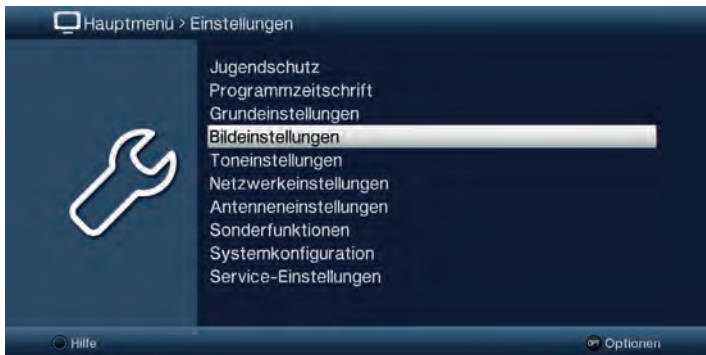 Hauptmenü > Einstellungen
Jugendschutz
Programmzeitschrift
Grundeinstellungen
Bildeinstellungen
Toneinstellungen
Netzwerkeinstellungen
Antenneneinstellungen
Sonderfunktionen
Systemkonfiguration
Service-Einstellungen
Hilfe OPT Optionen